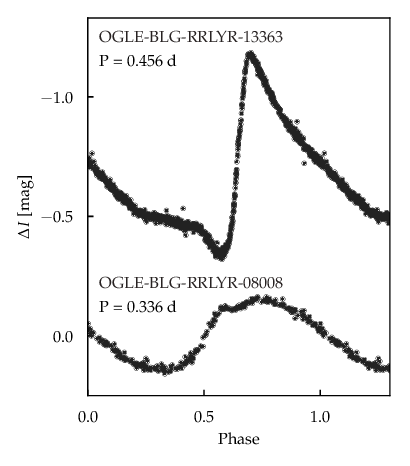 OGLE-BLG-RRLYR-13363
P = 0.456 d
−1.0
ΔI [mag]
−0.5
OGLE-BLG-RRLYR-08008
P = 0.336 d
0.0
0.0 0.5 1.0
Phase